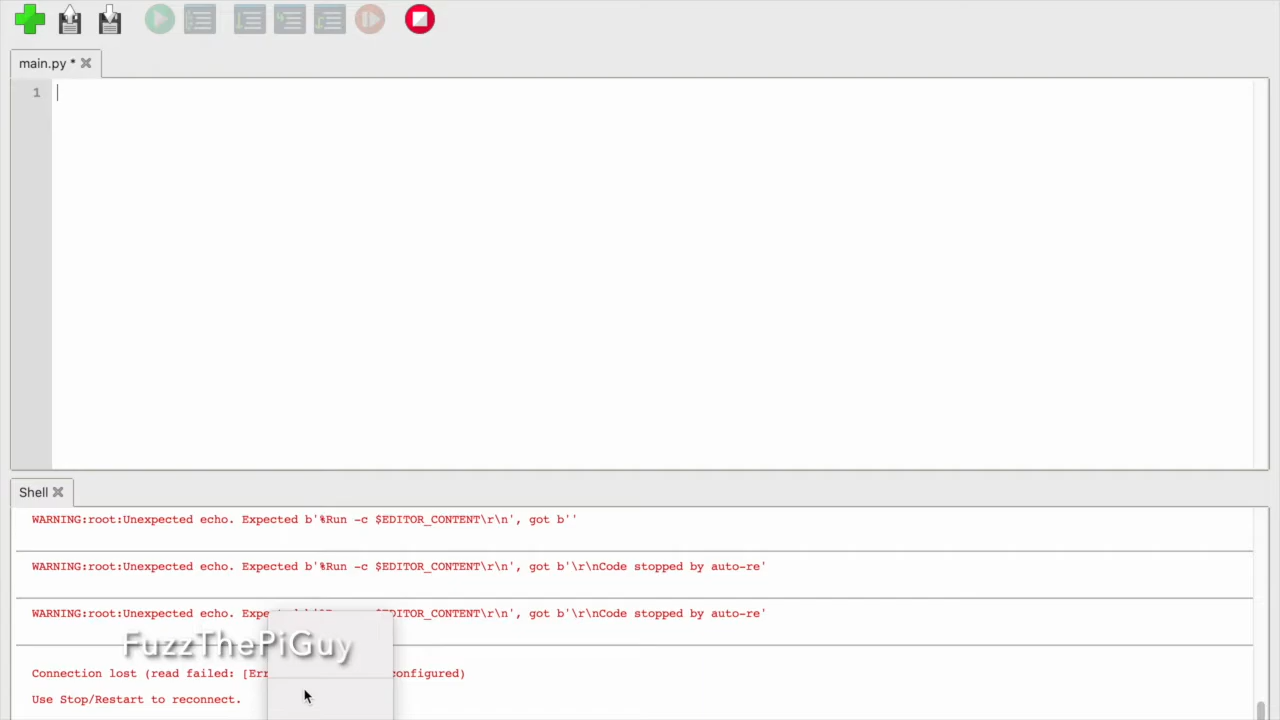 main.py *
1
Shell
WARNING:root:Unexpected echo. Expected b'%Run -c $EDITOR_CONTENT\r\n', got b''
WARNING:root:Unexpected echo. Expected b'%Run -c $EDITOR_CONTENT\r\n', got b'\r\nCode stopped by auto-re'
WARNING:root:Unexpected echo. $EDITOR_CONTENT\r\n', got b'\r\nCode stopped by auto-re'
FuzzThePiGuy
Connection lost (read failed: configured)
Use Stop/Restart to reconnect.